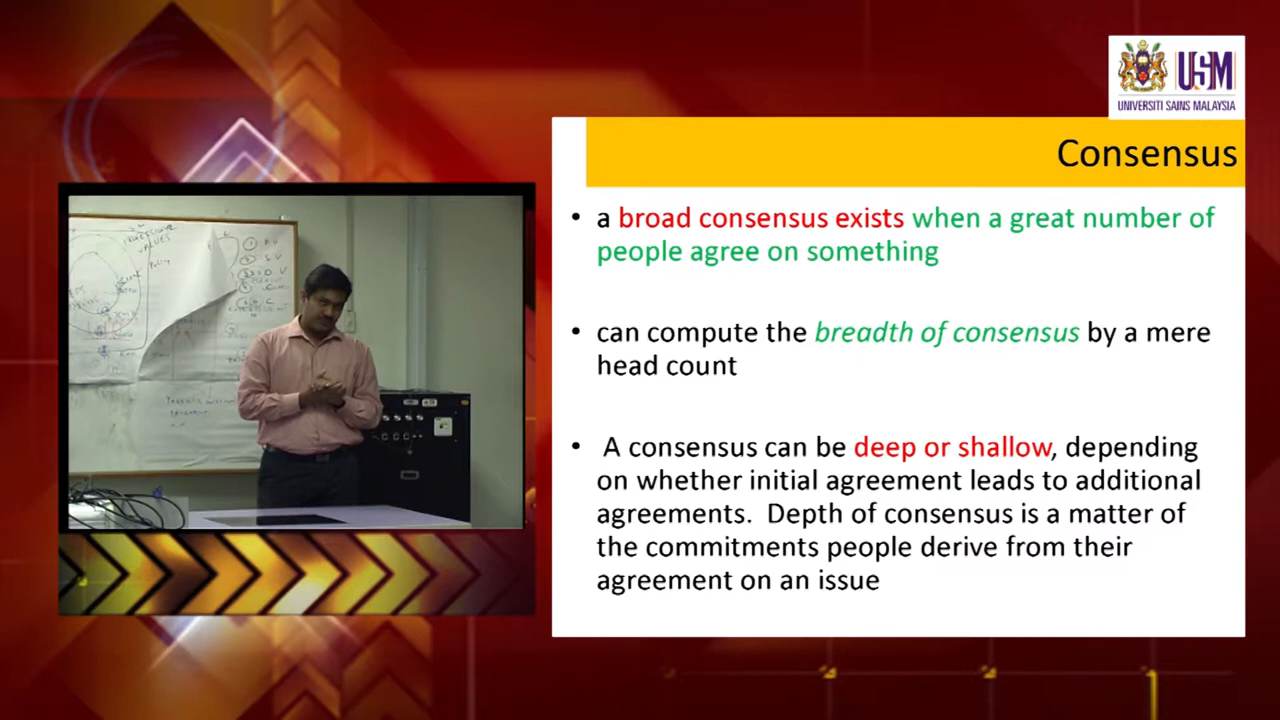 USM
UNIVERSITI SAINS MALAYSIA
Consensus
• a broad consensus exists when a great number of
people agree on something
• can compute the breadth of consensus by a mere
head count
• A consensus can be deep or shallow, depending
on whether initial agreement leads to additional
agreements. Depth of consensus is a matter of
the commitments people derive from their
agreement on an issue
VALUES
Policy